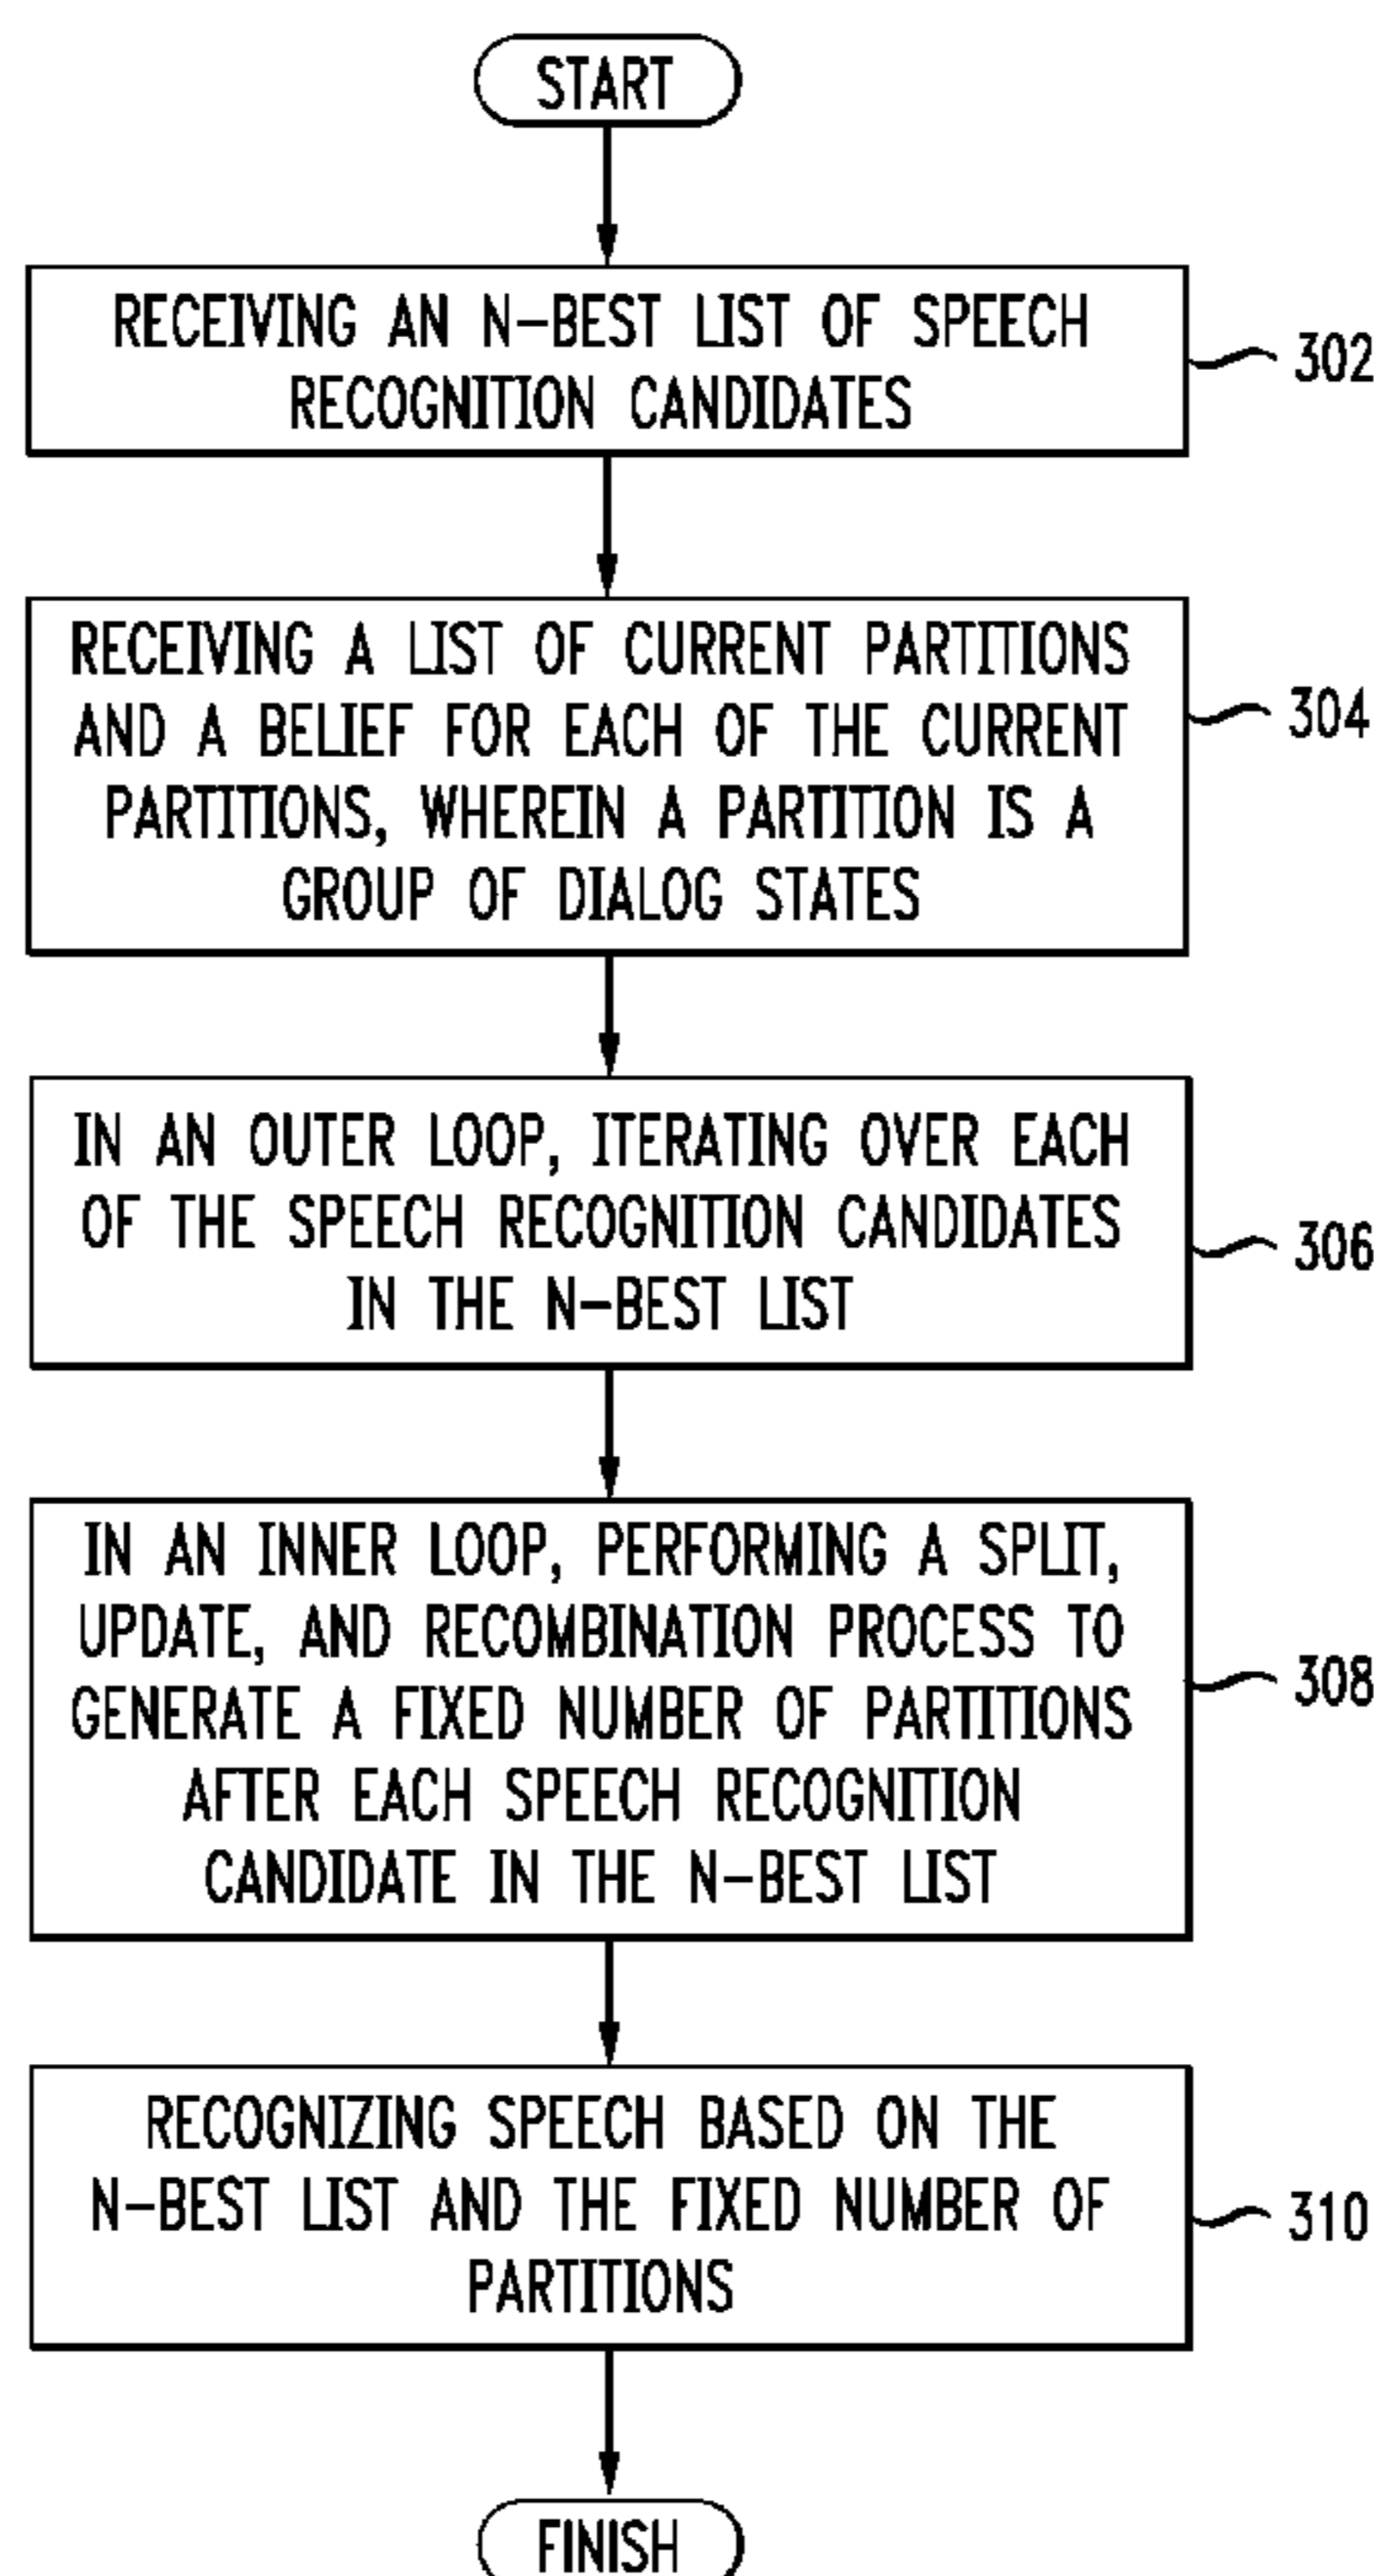 START
RECEIVING AN N-BEST LIST OF SPEECH
RECOGNITION CANDIDATES
302
RECEIVING A LIST OF CURRENT PARTITIONS
AND A BELIEF FOR EACH OF THE CURRENT
PARTITIONS, WHEREIN A PARTITION IS A
GROUP OF DIALOG STATES
304
IN AN OUTER LOOP, ITERATING OVER EACH
OF THE SPEECH RECOGNITION CANDIDATES
IN THE N-BEST LIST
306
IN AN INNER LOOP, PERFORMING A SPLIT,
UPDATE, AND RECOMBINATION PROCESS TO
GENERATE A FIXED NUMBER OF PARTITIONS
AFTER EACH SPEECH RECOGNITION
CANDIDATE IN THE N-BEST LIST
308
RECOGNIZING SPEECH BASED ON THE
N-BEST LIST AND THE FIXED NUMBER OF
PARTITIONS
310
FINISH